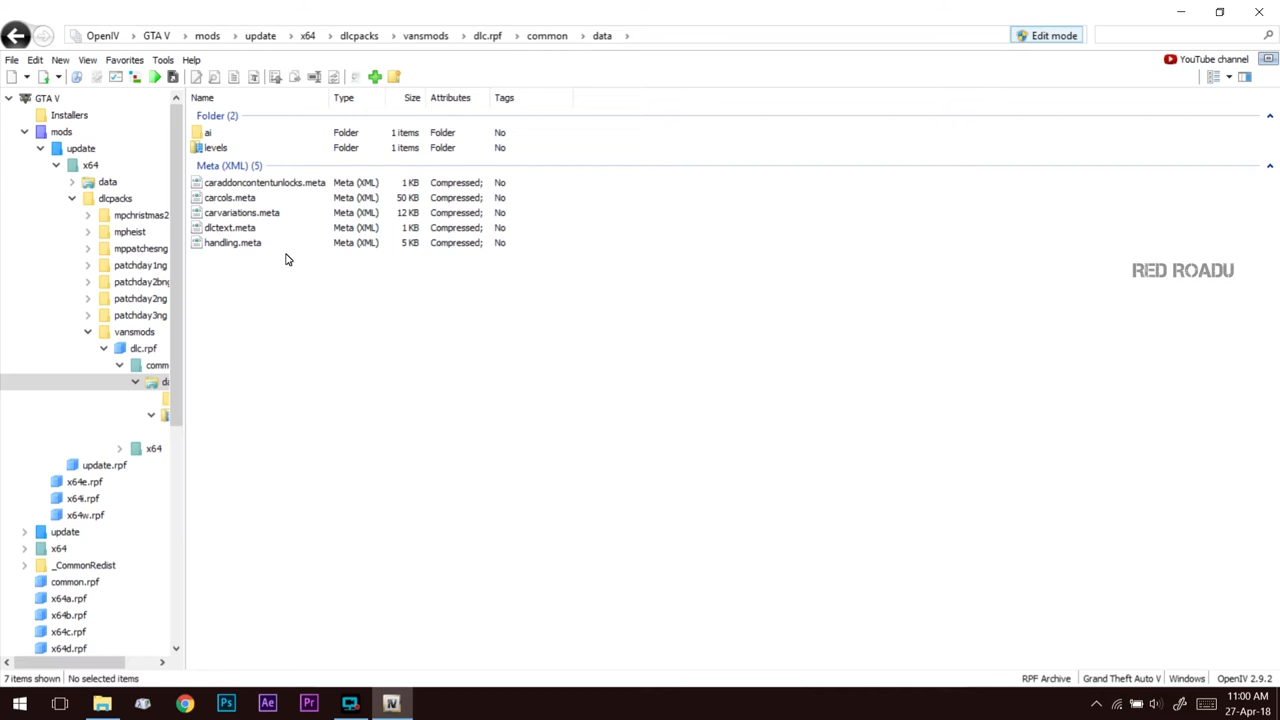 OpenIV › GTA V › mods › update › x64 › dlcpacks › vansmods › dlc.rpf › common › data › Edit mode
File Edit New View Favorites Tools Help YouTube channel
GTA V
Installers
mods
update
x64
data
dlcpacks
mpchristmas2
mpheist
mppatchesng
patchday1ng
patchday2bng
patchday2ng
patchday3ng
vansmods
dlc.rpf
comm
da
x64
update.rpf
x64e.rpf
x64i.rpf
x64w.rpf
update
x64
_CommonRedist
common.rpf
x64a.rpf
x64b.rpf
x64c.rpf
x64d.rpf
Name Type Size Attributes Tags
Folder (2)
ai Folder 1 items Folder No
levels Folder 1 items Folder No
Meta (XML) (5)
caraddoncontentunlocks.meta Meta (XML) 1 KB Compressed; No
carcols.meta Meta (XML) 50 KB Compressed; No
carvariations.meta Meta (XML) 12 KB Compressed; No
dlctext.meta Meta (XML) 1 KB Compressed; No
handling.meta Meta (XML) 5 KB Compressed; No
RED ROADU
7 items shown No selected items RPF Archive Grand Theft Auto V Windows OpenIV 2.9.2
Ps Ae Pr IV
11:00 AM
27-Apr-18